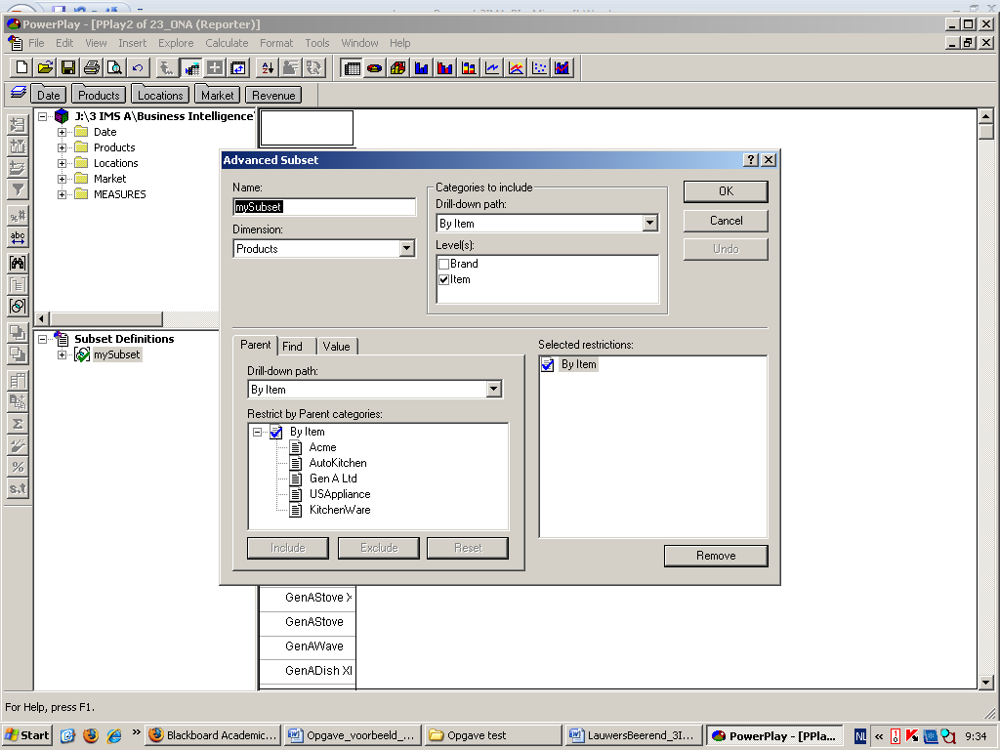 PowerPlay - [PPlay2 of 23_DNA (Reporter)]
File Edit View Insert Explore Calculate Format Tools Window Help
Date Products Locations Market Revenue
J:\3 IMS A\Business Intelligence
Date
Products
Locations
Market
MEASURES
Subset Definitions
mySubset
Advanced Subset
Name:
mySubset
Dimension:
Products
Categories to include
Drill-down path:
By Item
Level(s):
Brand
Item
OK
Cancel
Undo
Parent Find Value
Drill-down path:
By Item
Restrict by Parent categories:
By Item
Acme
AutoKitchen
Gen A Ltd
USAppliance
KitchenWare
Include Exclude Reset
Selected restrictions:
By Item
Remove
GenAStove X
GenAStove
GenAWave
GenADish Xl
For Help, press F1.
Start » Blackboard Academic... Opgave_voorbeeld_... Opgave test LauwersBeerend_3I... PowerPlay - [PPla... NL « 9:34